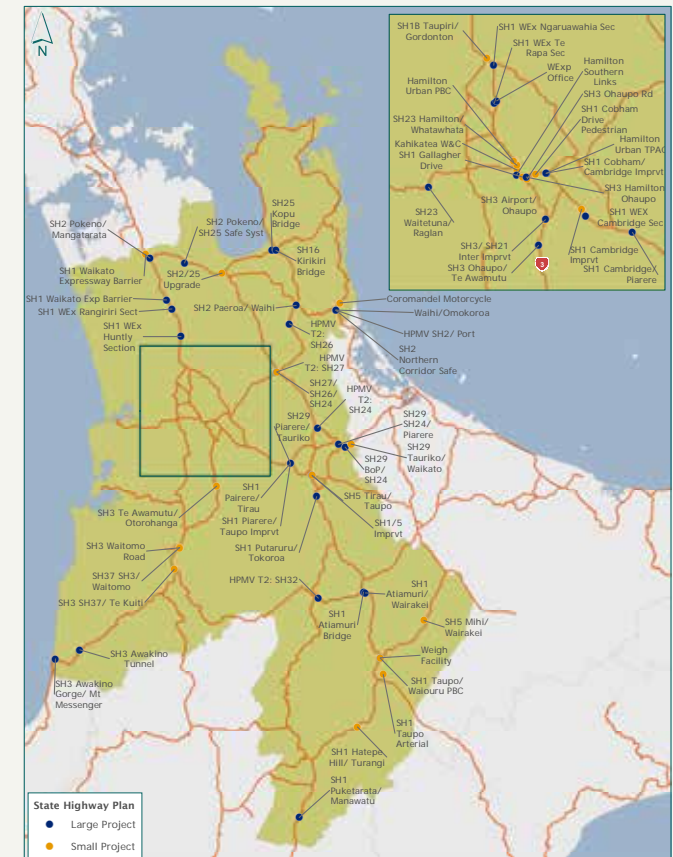 N
SH1B Taupiri/
Gordonton
SH1 WEx Ngaruawahia Sec
SH1 WEx Te
Rapa Sec
WExp
Office
Hamilton
Southern
Links
Hamilton
Urban PBC
SH3 Ohaupo Rd
SH1 Cobham
Drive
Pedestrian
SH23 Hamilton/
Whatawhata
Kahikatea W&C
SH1 Gallagher
Drive
Hamilton
Urban TPAC
SH1 Cobham/
Cambridge Imprvt
SH3 Hamilton
Ohaupo
SH3 Airport/
Ohaupo
SH1 WEX
Cambridge Sec
SH23
Waitetuna/
Raglan
SH3/ SH21
Inter Imprvt
SH3 Ohaupo/
Te Awamutu
3
SH1 Cambridge
Imprvt
SH1 Cambridge/
Piarere
SH25
Kopu
Bridge
SH2 Pokeno/
Mangatarata
SH2 Pokeno/
SH25 Safe Syst
SH16
Kirikiri
Bridge
SH1 Waikato
Expressway Barrier
SH2/25
Upgrade
SH1 Waikato Exp Barrier
SH1 WEx Rangiriri Sect
SH2 Paeroa/ Waihi
Coromandel Motorcycle
Waihi/Omokoroa
SH1 WEx
Huntly
Section
HPMV
T2:
SH26
HPMV SH2/ Port
SH2
Northern
Corridor Safe
HPMV
T2: SH27
SH27/
SH26/
SH24
HPMV
T2:
SH24
SH29
Piarere/
Tauriko
SH29
SH24/
Piarere
SH29
Tauriko/
Waikato
SH29
BoP/
SH24
SH1
Pairere/
Tirau
SH5 Tirau/
Taupo
SH3 Te Awamutu/
Otorohanga
SH1 Piarere/
Taupo Imprvt
SH1/5
Imprvt
SH3 Waitomo
Road
SH1 Putaruru/
Tokoroa
SH37 SH3/
Waitomo
HPMV T2: SH32
SH1
Atiamuri/
Wairakei
SH3 SH37/ Te Kuiti
SH1
Atiamuri
Bridge
SH5 Mihi/
Wairakei
SH3 Awakino
Tunnel
Weigh
Facility
SH3 Awakino
Gorge/ Mt
Messenger
SH1 Taupo/
Waiouru PBC
SH1
Taupo
Arterial
SH1 Hatepe
Hill/ Turangi
SH1
Puketarata/
Manawatu
State Highway Plan
Large Project
Small Project